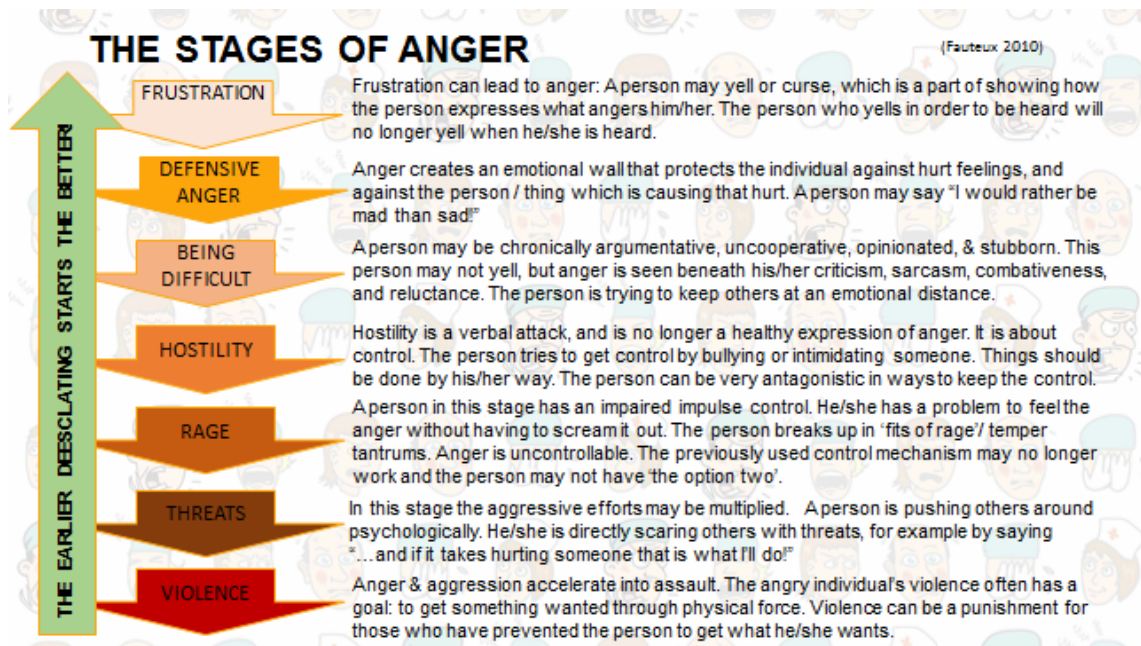 THE STAGES OF ANGER
(Fauteux 2010)
THE EARLIER DEESCLATING STARTS THE BETTER!
FRUSTRATION
Frustration can lead to anger: A person may yell or curse, which is a part of showing how
the person expresses what angers him/her. The person who yells in order to be heard will
no longer yell when he/she is heard.
DEFENSIVE
ANGER
Anger creates an emotional wall that protects the individual against hurt feelings, and
against the person / thing which is causing that hurt. A person may say “I would rather be
mad than sad!”
BEING
DIFFICULT
A person may be chronically argumentative, uncooperative, opinionated, & stubborn. This
person may not yell, but anger is seen beneath his/her criticism, sarcasm, combativeness,
and reluctance. The person is trying to keep others at an emotional distance.
HOSTILITY
Hostility is a verbal attack, and is no longer a healthy expression of anger. It is about
control. The person tries to get control by bullying or intimidating someone. Things should
be done by his/her way. The person can be very antagonistic in ways to keep the control.
RAGE
A person in this stage has an impaired impulse control. He/she has a problem to feel the
anger without having to scream it out. The person breaks up in ‘fits of rage’/ temper
tantrums. Anger is uncontrollable. The previously used control mechanism may no longer
work and the person may not have ‘the option two’.
THREATS
In this stage the aggressive efforts may be multiplied. A person is pushing others around
psychologically. He/she is directly scaring others with threats, for example by saying
“…and if it takes hurting someone that is what I'll do!”
VIOLENCE
Anger & aggression accelerate into assault. The angry individual's violence often has a
goal: to get something wanted through physical force. Violence can be a punishment for
those who have prevented the person to get what he/she wants.